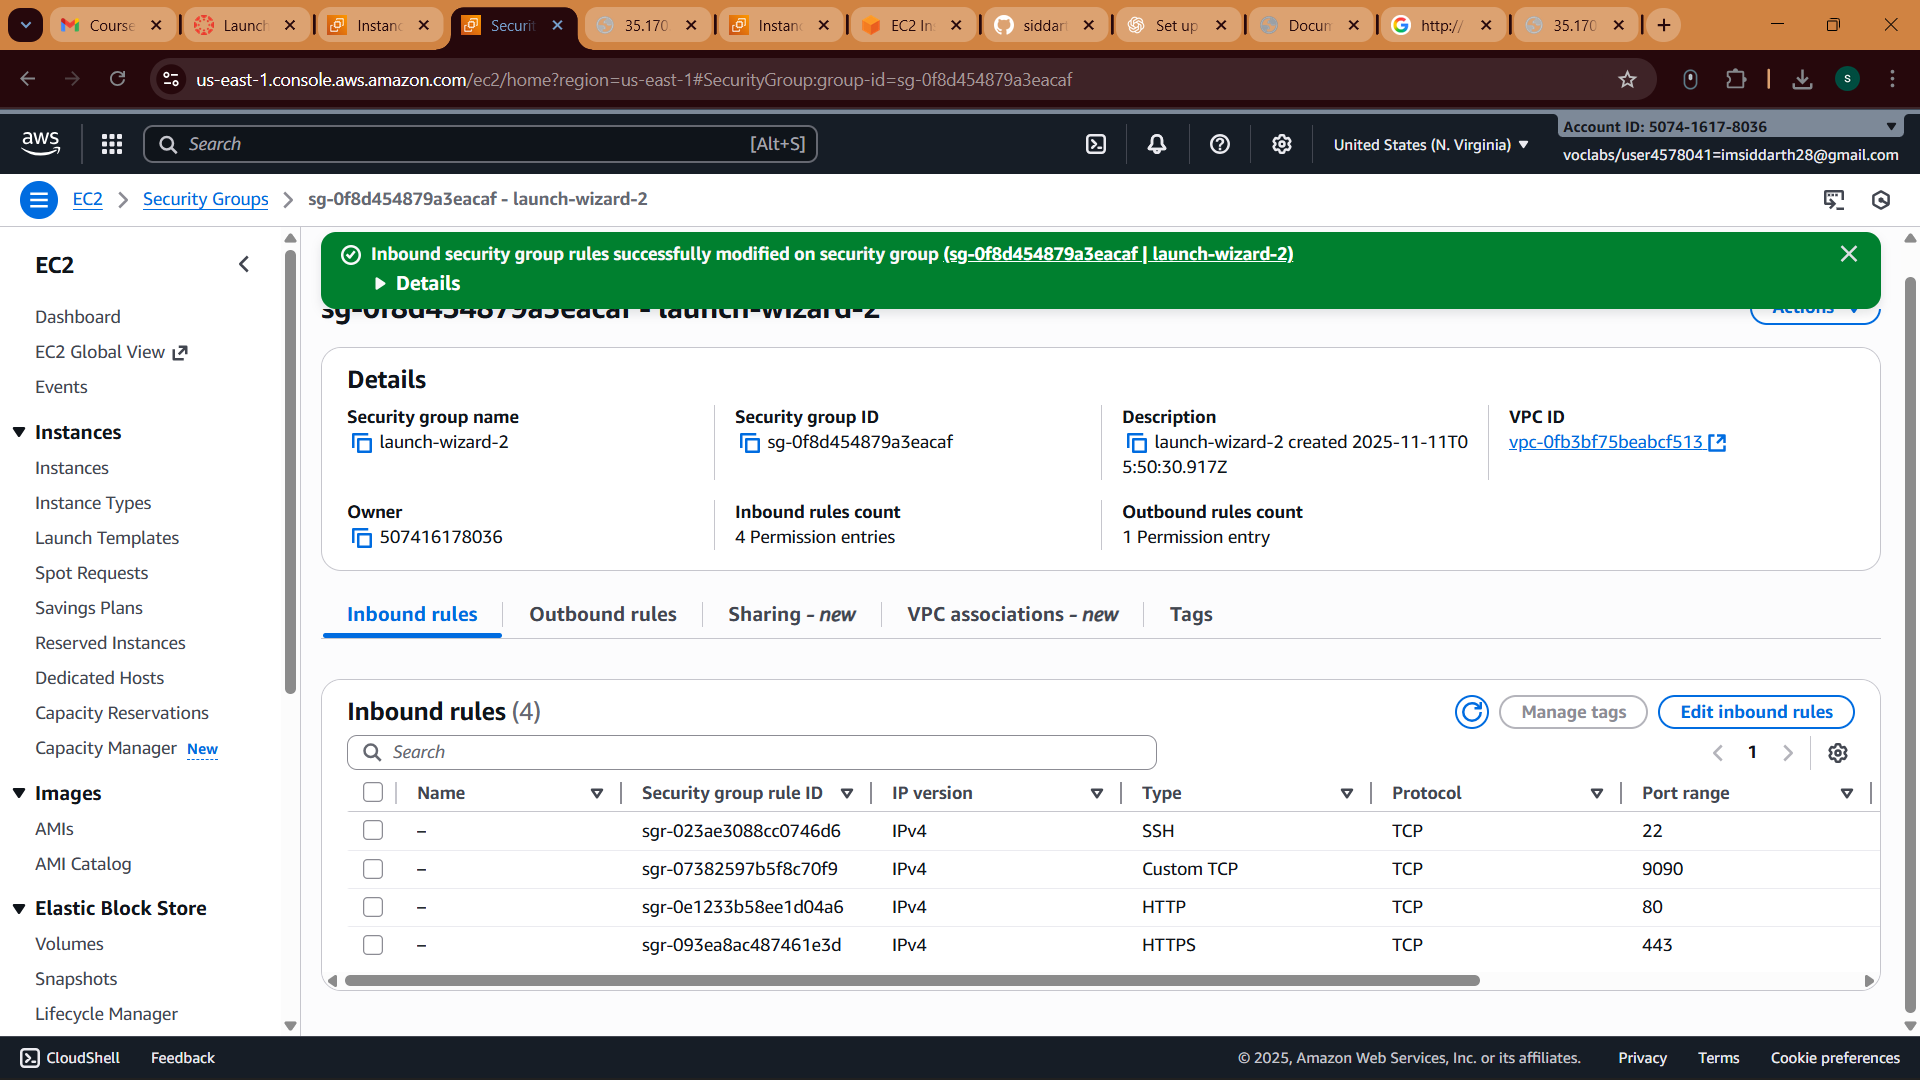 Course
Launch
Instanc
Securit
35.170
Instanc
EC2 In
siddart
Set up
Docum
http://
35.170
us-east-1.console.aws.amazon.com/ec2/home?region=us-east-1#SecurityGroup:group-id=sg-0f8d454879a3eacaf
S
aws
Search [Alt+S]
United States (N. Virginia)
Account ID: 5074-1617-8036
voclabs/user4578041=imsiddarth28@gmail.com
EC2 > Security Groups > sg-0f8d454879a3eacaf - launch-wizard-2
EC2
Dashboard
EC2 Global View
Events
Instances
Instances
Instance Types
Launch Templates
Spot Requests
Savings Plans
Reserved Instances
Dedicated Hosts
Capacity Reservations
Capacity Manager New
Images
AMIs
AMI Catalog
Elastic Block Store
Volumes
Snapshots
Lifecycle Manager
Inbound security group rules successfully modified on security group (sg-0f8d454879a3eacaf | launch-wizard-2)
Details
sg-0f8d454879a3eacaf - launch-wizard-2
Actions
Details
Security group name
launch-wizard-2
Security group ID
sg-0f8d454879a3eacaf
Description
launch-wizard-2 created 2025-11-11T0
5:50:30.917Z
VPC ID
vpc-0fb3bf75beabcf513
Owner
507416178036
Inbound rules count
4 Permission entries
Outbound rules count
1 Permission entry
Inbound rules
Outbound rules
Sharing - new
VPC associations - new
Tags
Inbound rules (4)
Manage tags
Edit inbound rules
Search
1
Name Security group rule ID IP version Type Protocol Port range
– sgr-023ae3088cc0746d6 IPv4 SSH TCP 22
– sgr-07382597b5f8c70f9 IPv4 Custom TCP TCP 9090
– sgr-0e1233b58ee1d04a6 IPv4 HTTP TCP 80
– sgr-093ea8ac487461e3d IPv4 HTTPS TCP 443
CloudShell
Feedback
© 2025, Amazon Web Services, Inc. or its affiliates.
Privacy
Terms
Cookie preferences